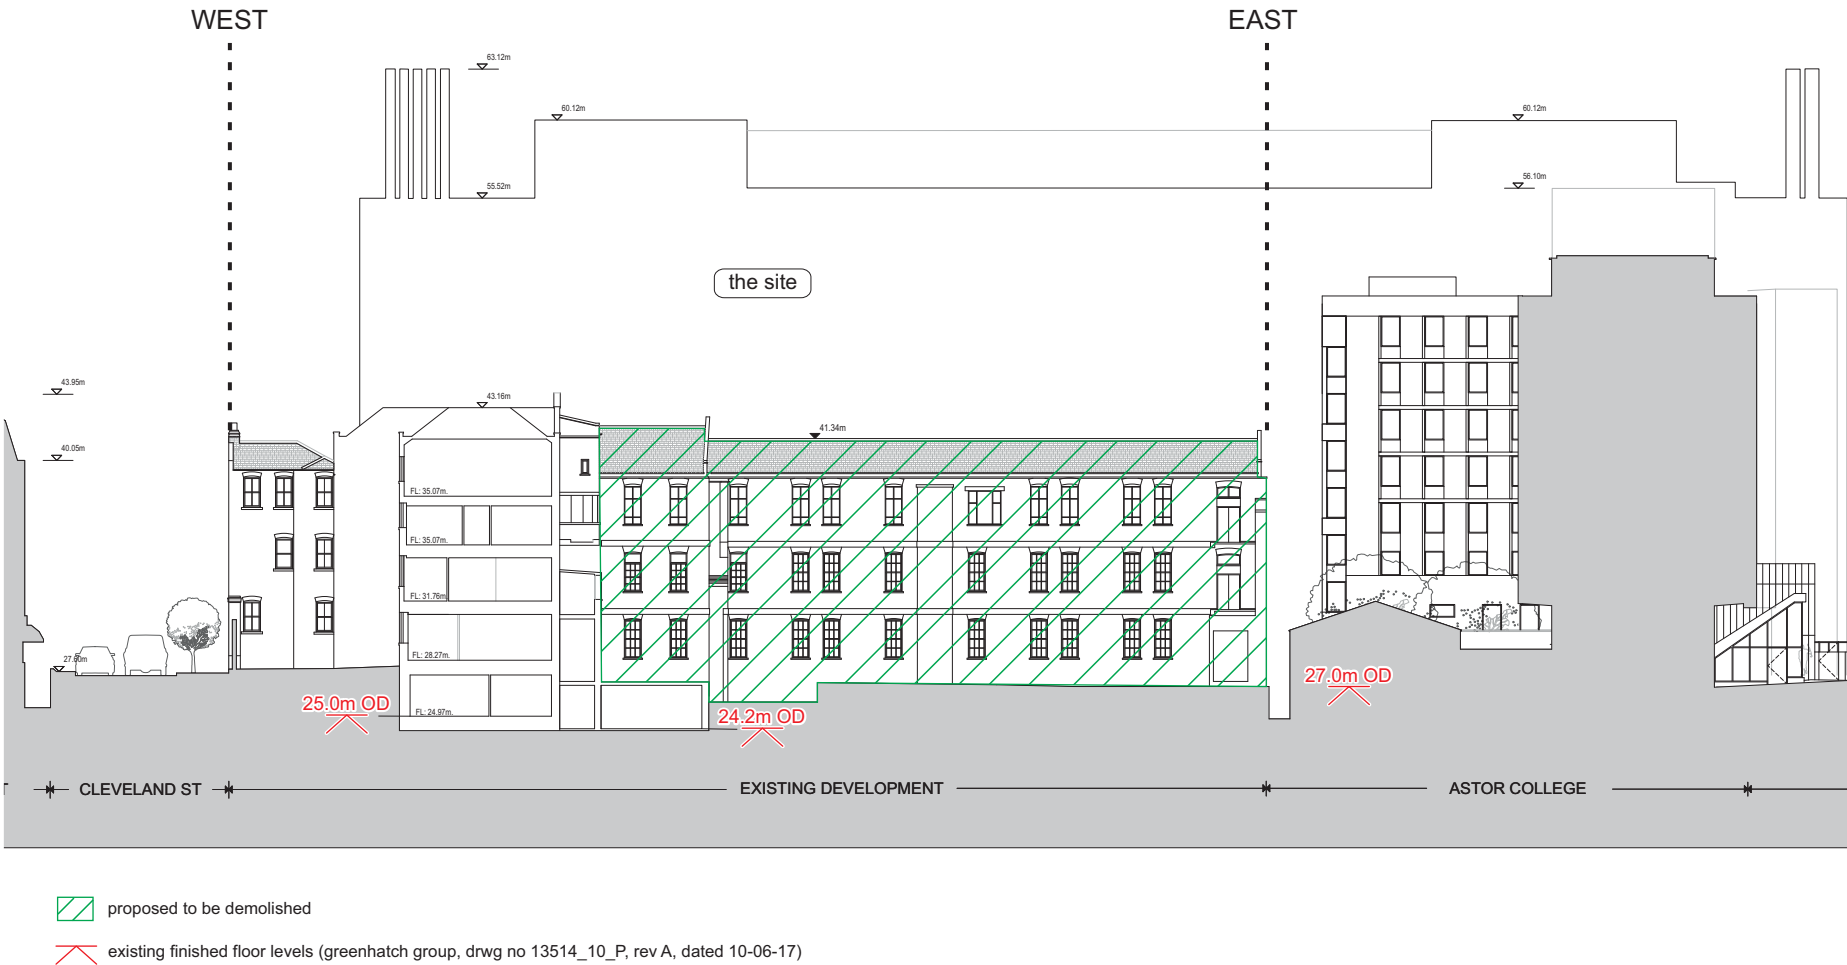 WEST
EAST
63.12m
60.12m
60.12m
55.52m
56.10m
the site
43.95m
43.16m
41.34m
40.05m
FL: 35.07m.
FL: 35.07m.
FL: 31.76m
FL: 28.27m.
27.60m
FL: 24.97m.
25.0m OD
24.2m OD
27.0m OD
CLEVELAND ST
EXISTING DEVELOPMENT
ASTOR COLLEGE
proposed to be demolished
existing finished floor levels (greenhatch group, drwg no 13514_10_P, rev A, dated 10-06-17)